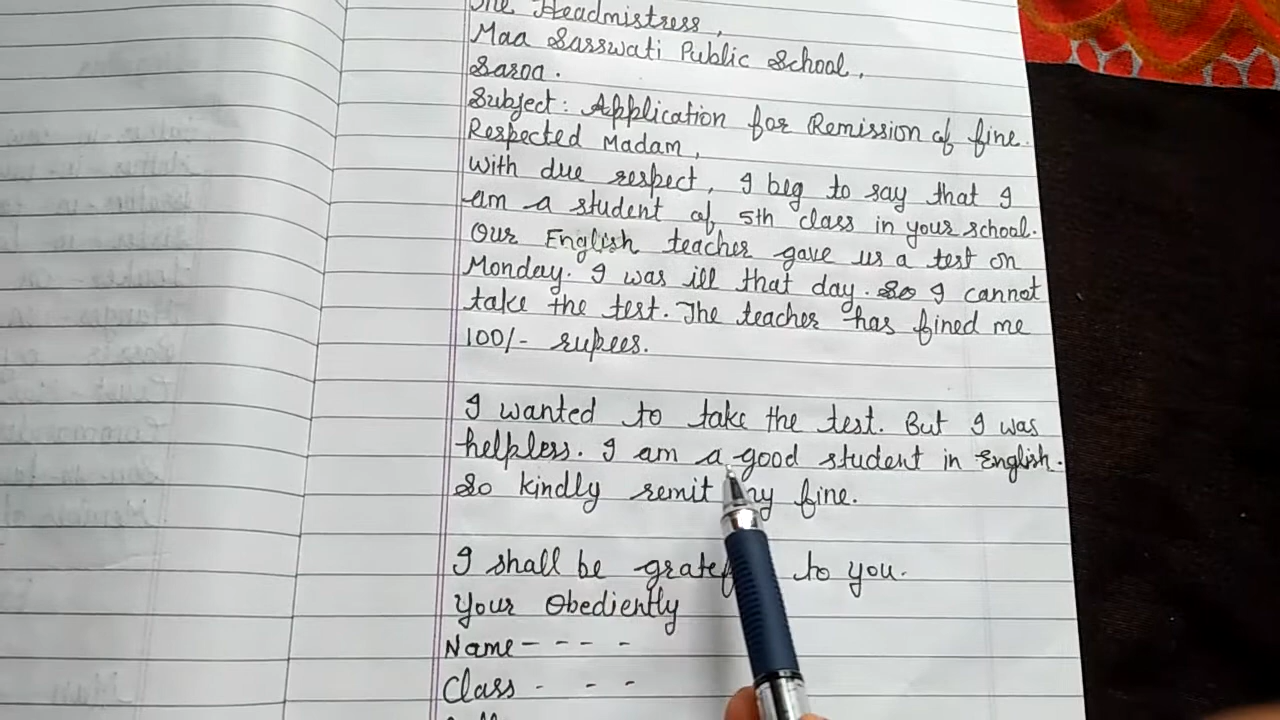 The Headmistress,
Maa Sasswati Public School,
Saroa.
Subject: Application for Remission of fine.
Respected Madam,
With due respect, I beg to say that I
am a student of 5th class in your school.
Our English teacher gave us a test on
Monday. I was ill that day. So I cannot
take the test. The teacher has fined me
100/- rupees.
I wanted to take the test. But I was
helpless. I am a good student in English.
So kindly remit my fine.
I shall be grateful to you.
Your Obediently
Name - - - -
Class - - -